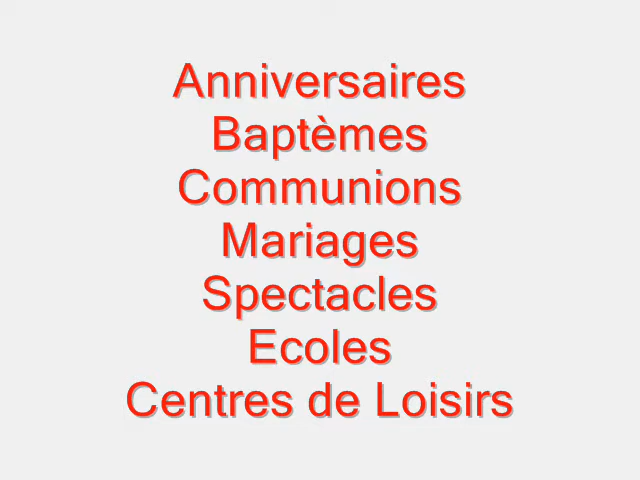 Anniversaires
Baptèmes
Communions
Mariages
Spectacles
Ecoles
Centres de Loisirs